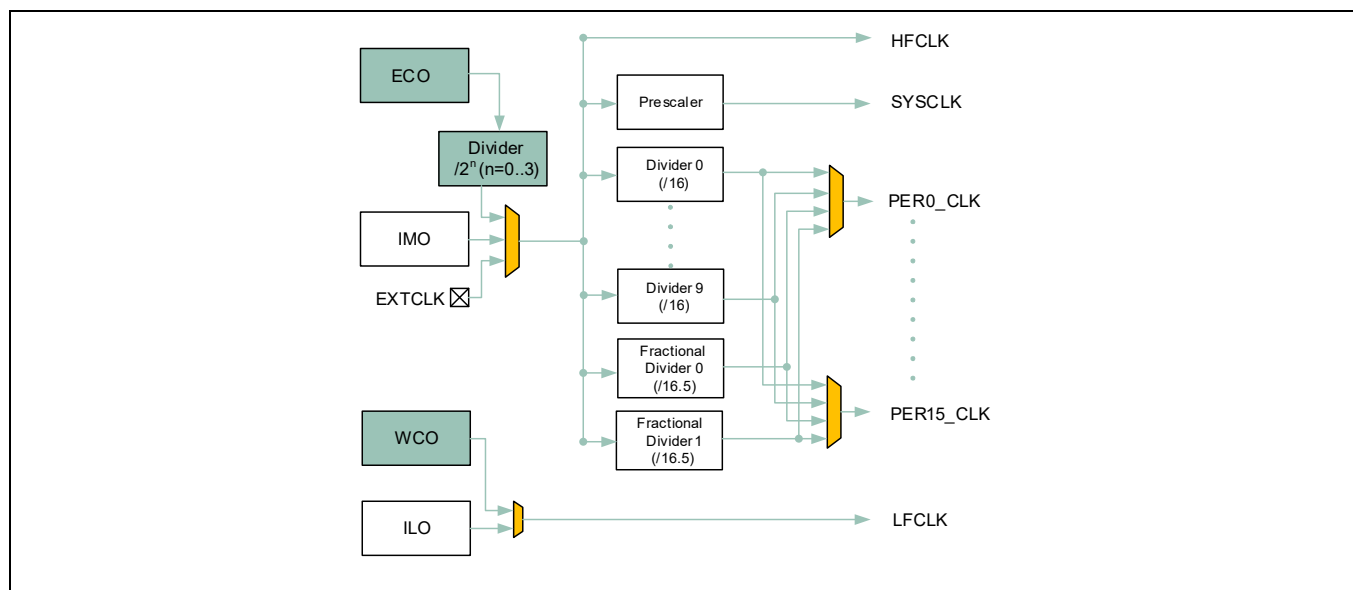 HFCLK
ECO
Prescaler
SYSCLK
Divider
/2ⁿ (n=0..3)
Divider 0
(/16)
PER0_CLK
IMO
EXTCLK
Divider 9
(/16)
Fractional
Divider 0
(/16.5)
PER15_CLK
Fractional
Divider 1
(/16.5)
WCO
ILO
LFCLK